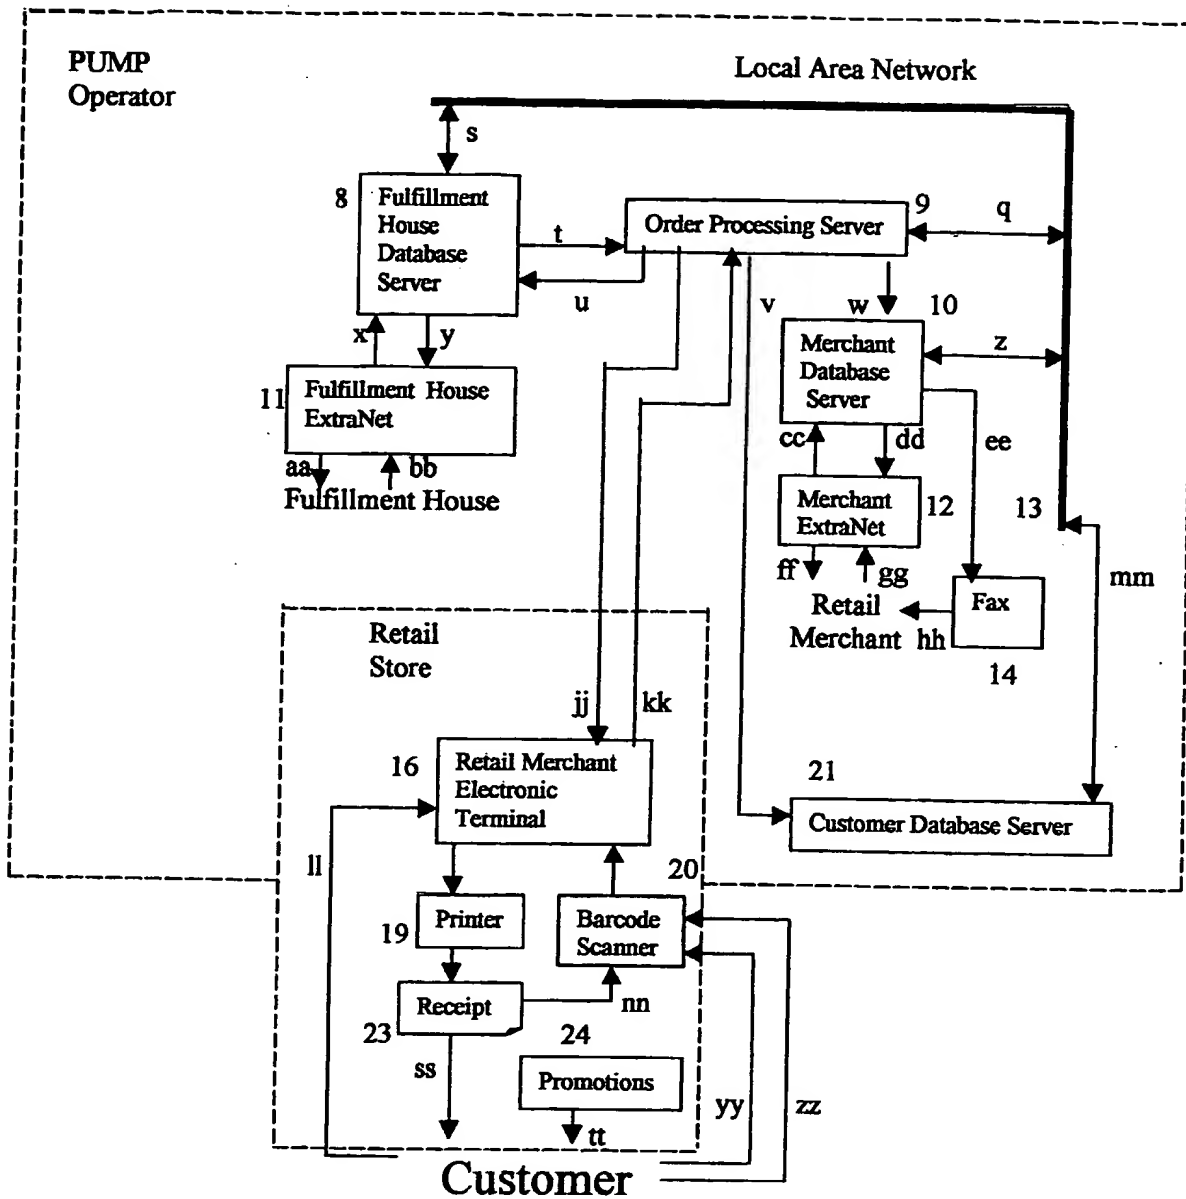 PUMP
Operator
Local Area Network
s
8
Fulfillment
House
Database
Server
t
u
Order Processing Server
9
q
v
w
10
x
y
Merchant
Database
Server
z
11
Fulfillment House
ExtraNet
aa
bb
Fulfillment House
cc
dd
ee
Merchant
ExtraNet
12
13
ff
gg
Retail
Merchant
hh
Fax
14
mm
Retail
Store
jj
kk
16
Retail Merchant
Electronic
Terminal
21
Customer Database Server
ll
20
19
Printer
Barcode
Scanner
Receipt
nn
23
24
ss
Promotions
tt
yy
zz
Customer